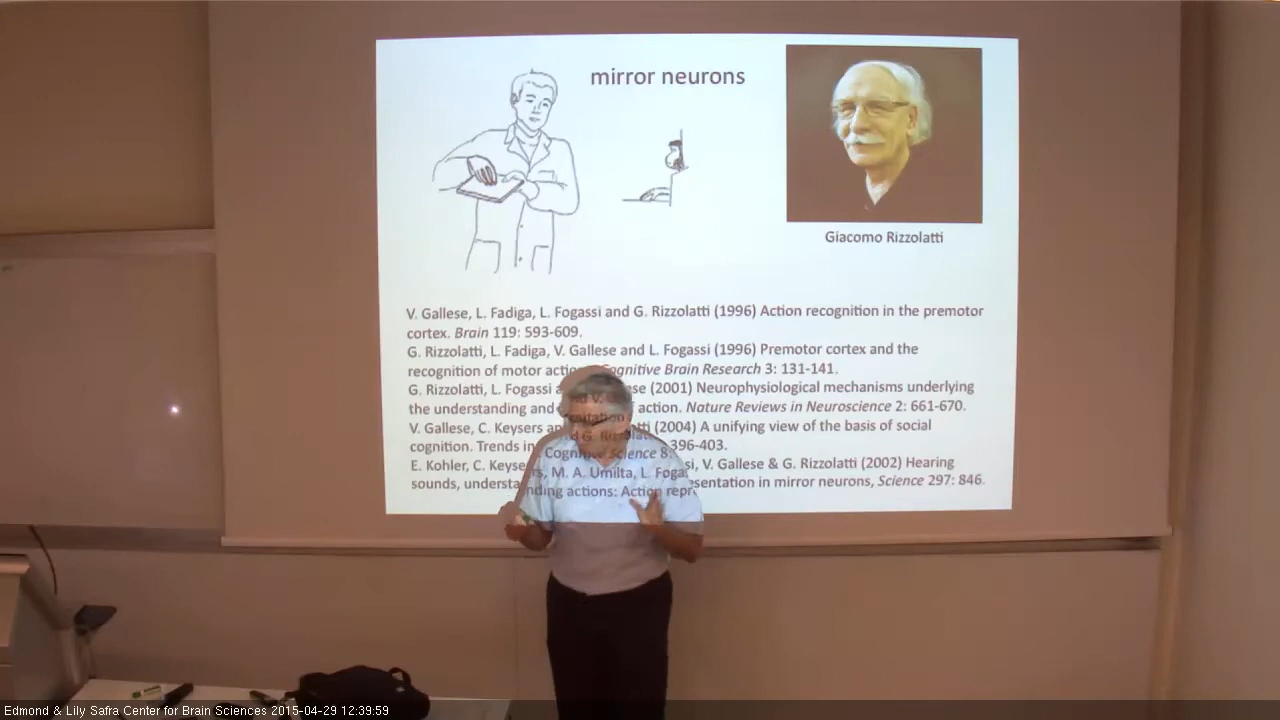 mirror neurons
Giacomo Rizzolatti
V. Gallese, L. Fadiga, L. Fogassi and G. Rizzolatti (1996) Action recognition in the premotor
cortex. Brain 119: 593-609.
G. Rizzolatti, L. Fadiga, V. Gallese and L. Fogassi (1996) Premotor cortex and the
recognition of motor Cognitive Brain Research 3: 131-141.
G. Rizzolatti, L. Fogassi and V. (2001) Neurophysiological mechanisms underlying
the understanding and action. Nature Reviews in Neuroscience 2: 661-670.
V. Gallese, C. Keysers and G. (2004) A unifying view of the basis of social
cognition. Trends in Cognitive Science 8: 396-403.
E. Kohler, C. Keysers, M. A. Umilta, L. Fogassi, V. Gallese & G. Rizzolatti (2002) Hearing
sounds, understanding actions: Action representation in mirror neurons, Science 297: 846.
Edmond & Lily Safra Center for Brain Sciences 2015-04-29 12:39:59